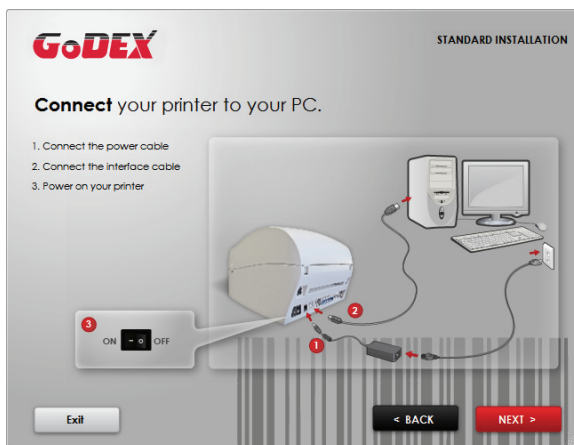 GoDEX
STANDARD INSTALLATION
Connect your printer to your PC.
1. Connect the power cable
2. Connect the interface cable
3. Power on your printer
2
3
ON - o OFF
1
Exit
< BACK
NEXT >